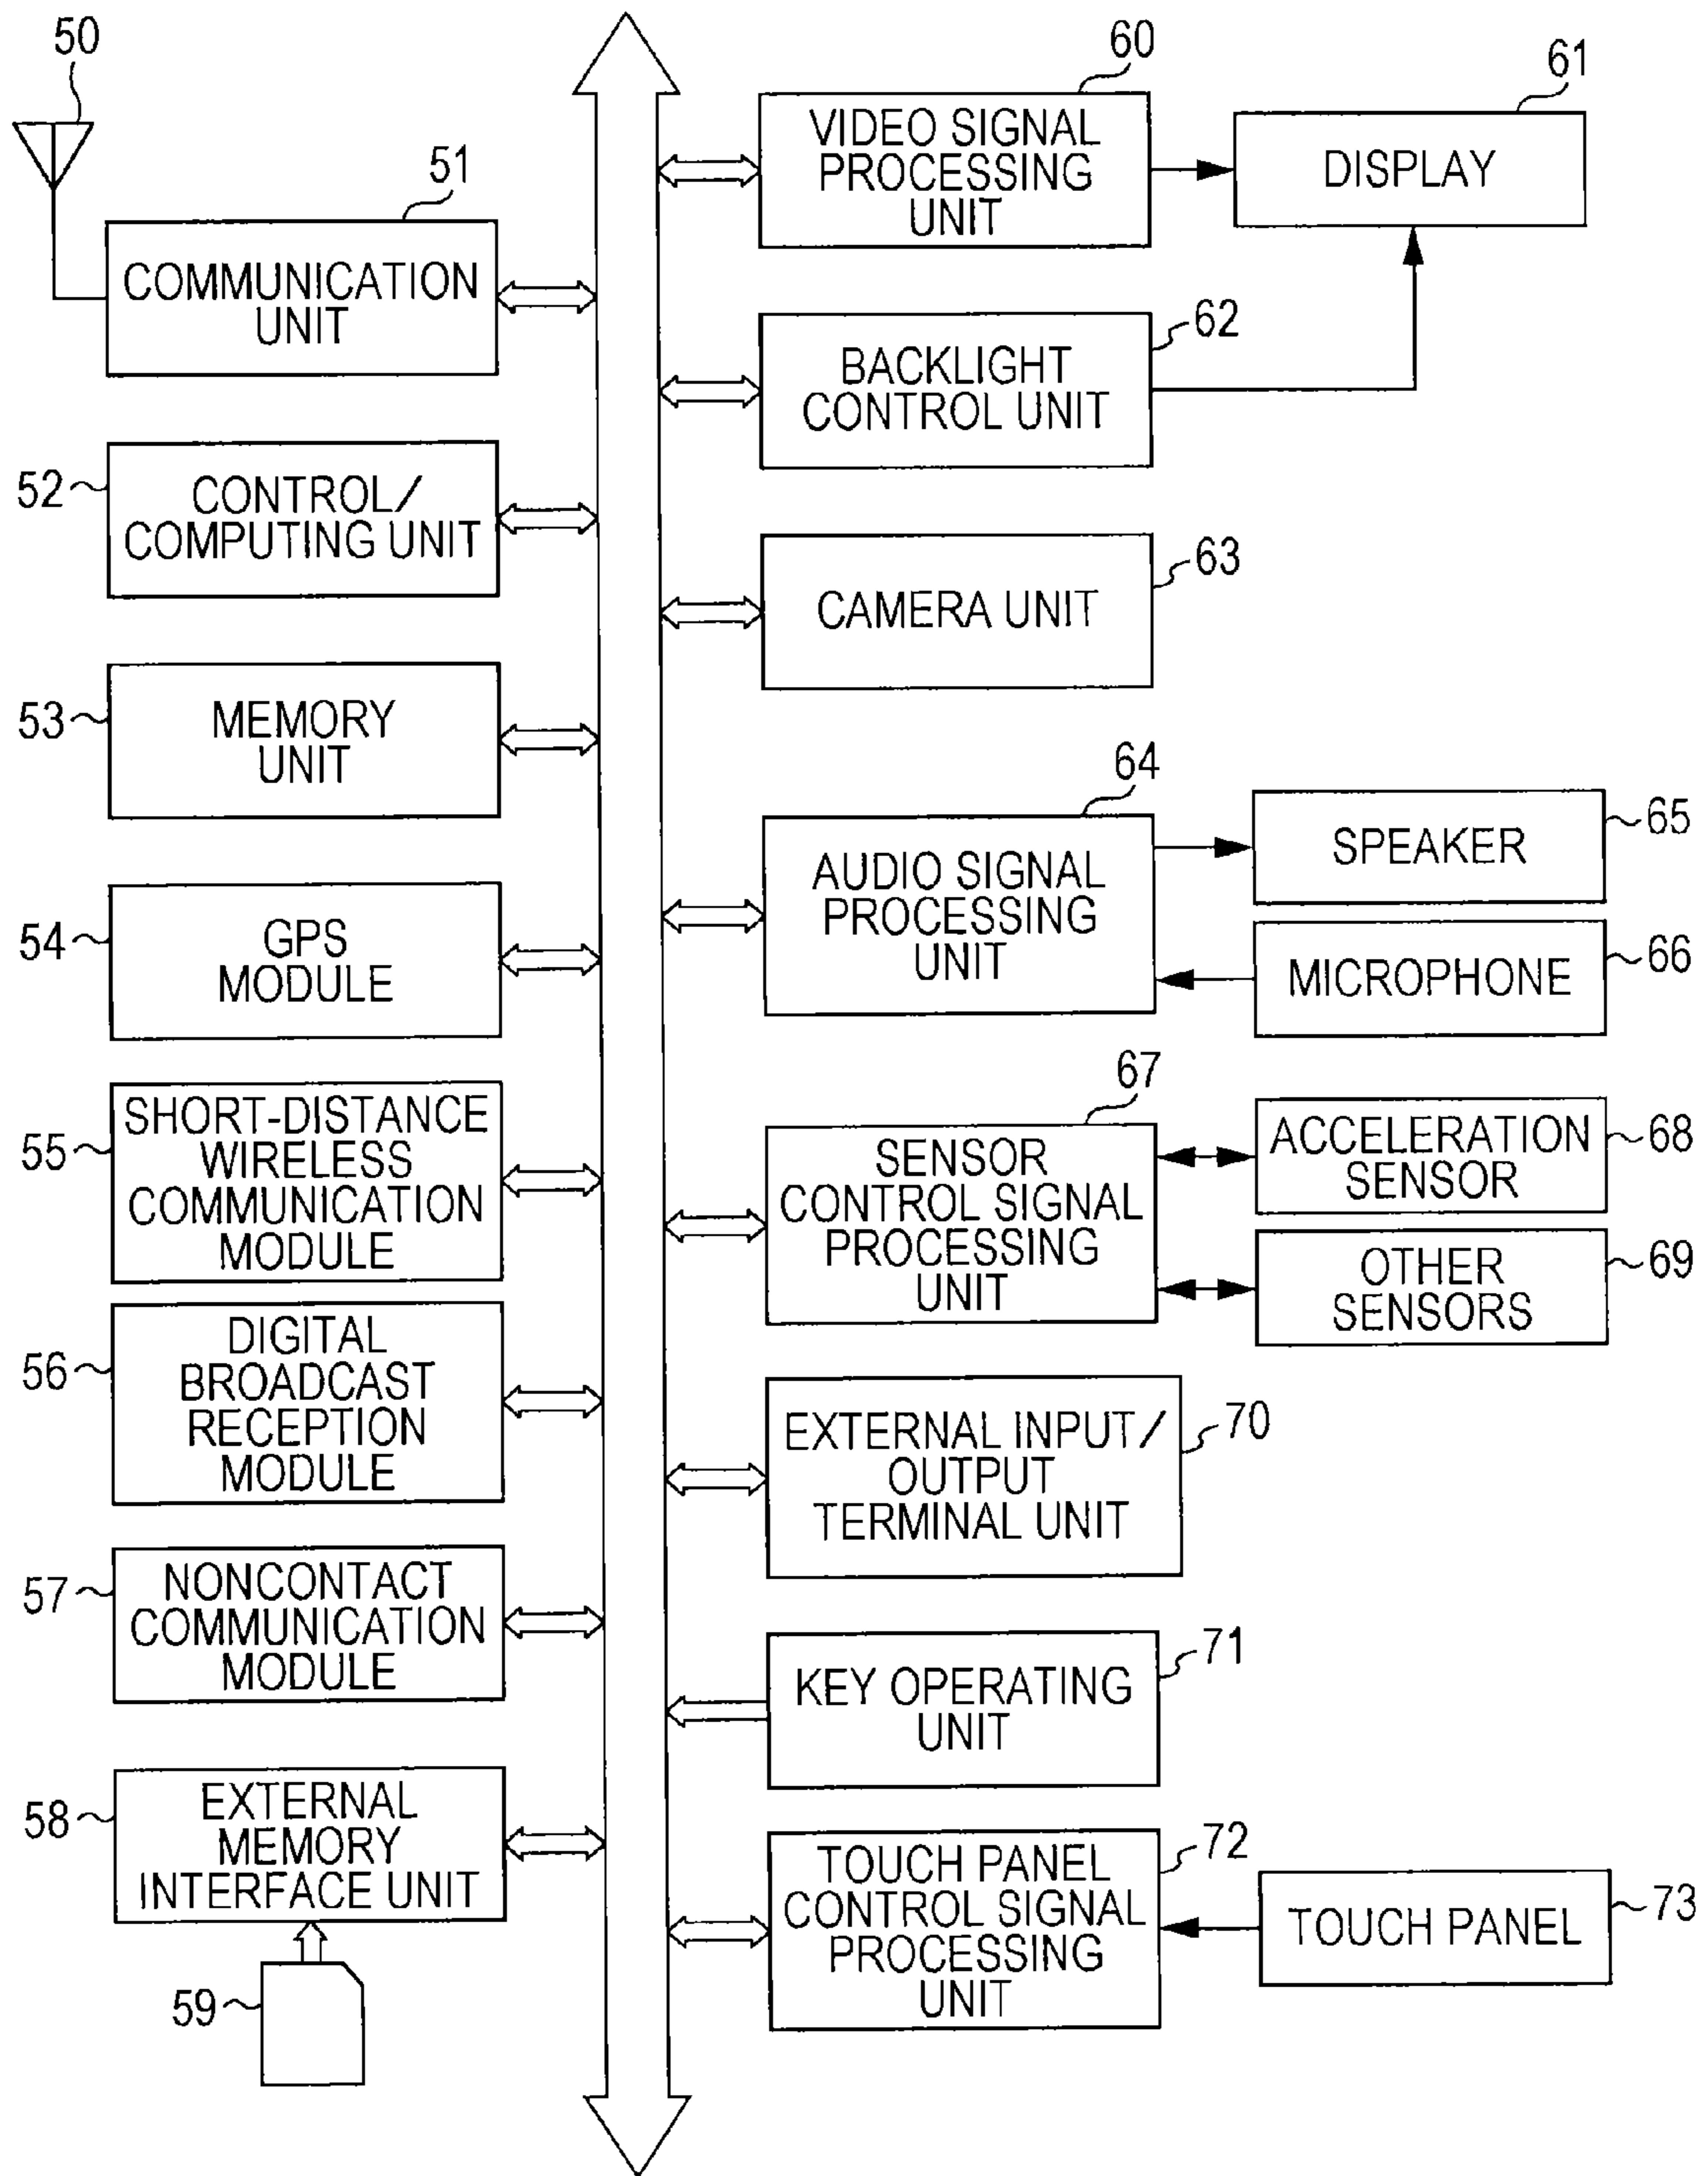 50
51
COMMUNICATION
UNIT
52
CONTROL/
COMPUTING UNIT
53
MEMORY
UNIT
54
GPS
MODULE
55
SHORT-DISTANCE
WIRELESS
COMMUNICATION
MODULE
56
DIGITAL
BROADCAST
RECEPTION
MODULE
57
NONCONTACT
COMMUNICATION
MODULE
58
EXTERNAL
MEMORY
INTERFACE UNIT
59
60
VIDEO SIGNAL
PROCESSING
UNIT
61
DISPLAY
62
BACKLIGHT
CONTROL UNIT
63
CAMERA UNIT
64
AUDIO SIGNAL
PROCESSING
UNIT
65
SPEAKER
66
MICROPHONE
67
SENSOR
CONTROL SIGNAL
PROCESSING
UNIT
68
ACCELERATION
SENSOR
69
OTHER
SENSORS
70
EXTERNAL INPUT/
OUTPUT
TERMINAL UNIT
71
KEY OPERATING
UNIT
72
TOUCH PANEL
CONTROL SIGNAL
PROCESSING
UNIT
73
TOUCH PANEL